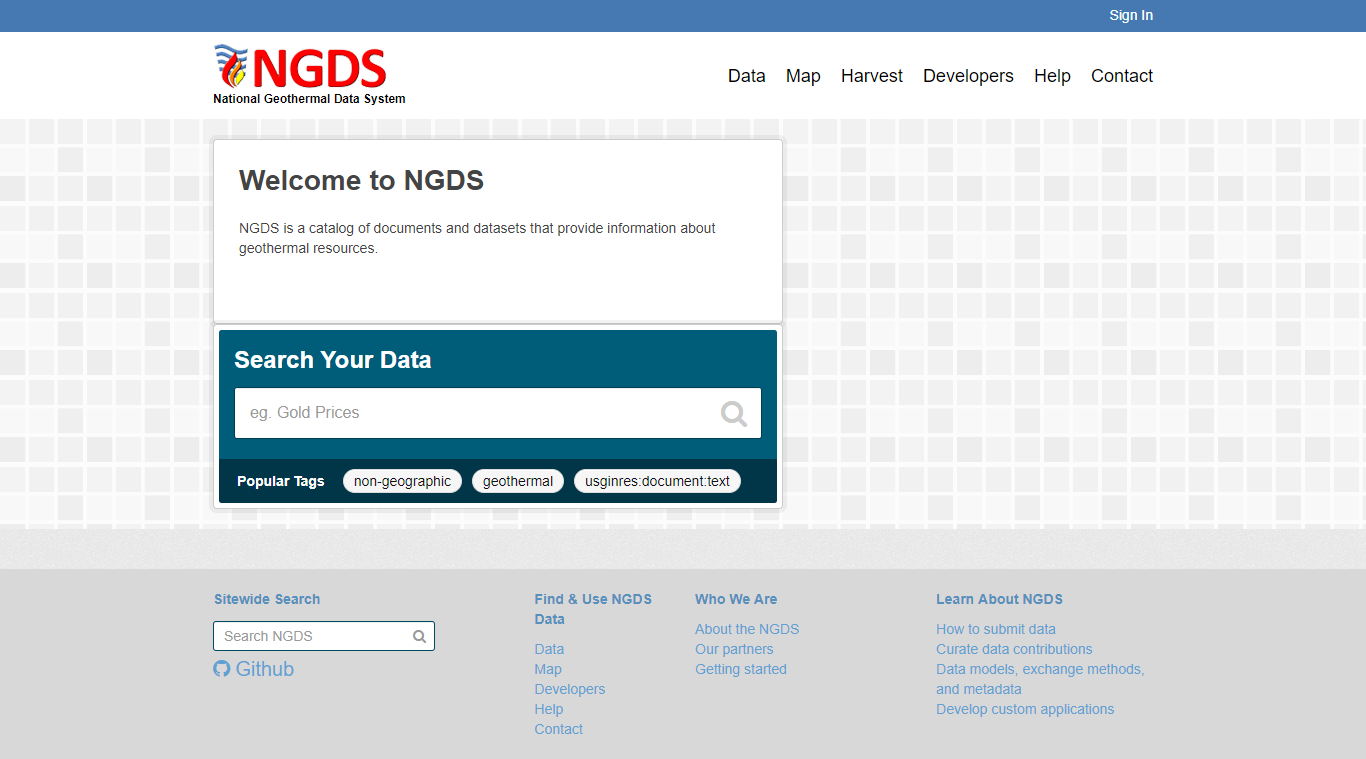 Sign In
NGDS
National Geothermal Data System
Data Map Harvest Developers Help Contact
Welcome to NGDS
NGDS is a catalog of documents and datasets that provide information about
geothermal resources.
Search Your Data
eg. Gold Prices
Popular Tags non-geographic geothermal usginres:document:text
Sitewide Search
Search NGDS
Github
Find & Use NGDS
Data
Data
Map
Developers
Help
Contact
Who We Are
About the NGDS
Our partners
Getting started
Learn About NGDS
How to submit data
Curate data contributions
Data models, exchange methods,
and metadata
Develop custom applications